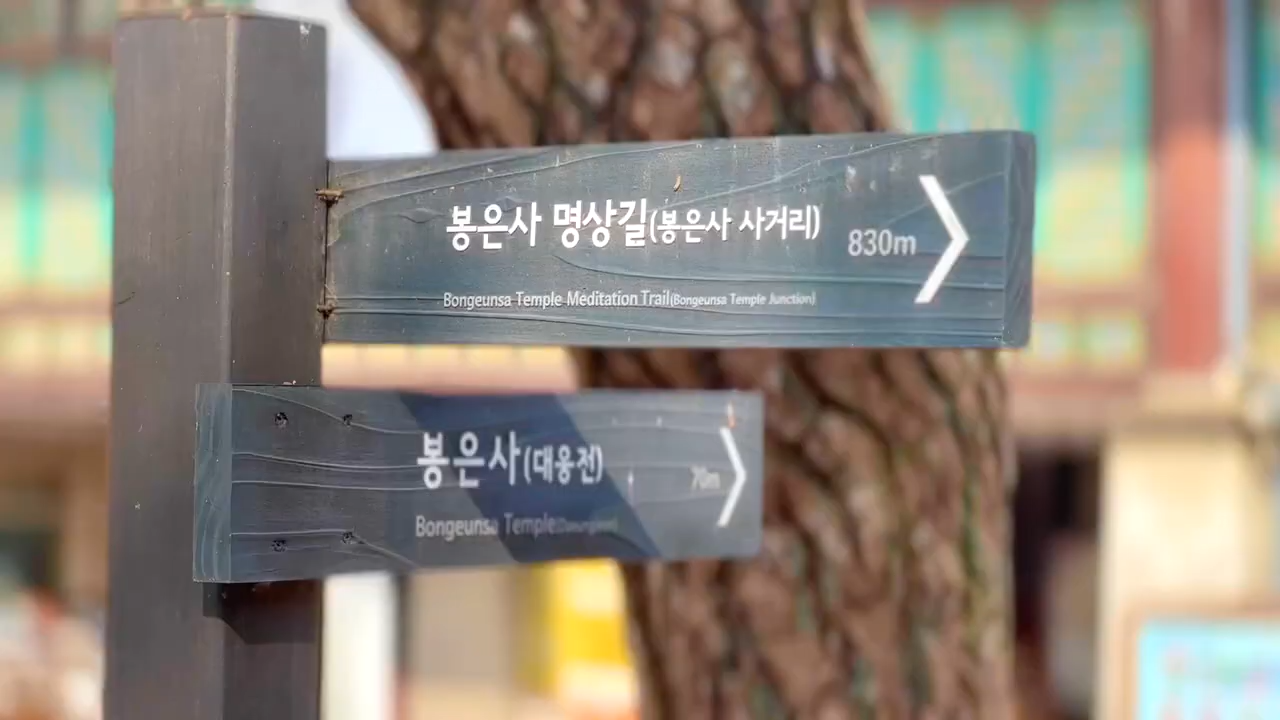 봉은사 명상길(봉은사 사거리)
830m
Bongeunsa Temple Meditation Trail(Bongeunsa Temple Junction)
봉은사(대웅전)
70m
Bongeunsa Temple